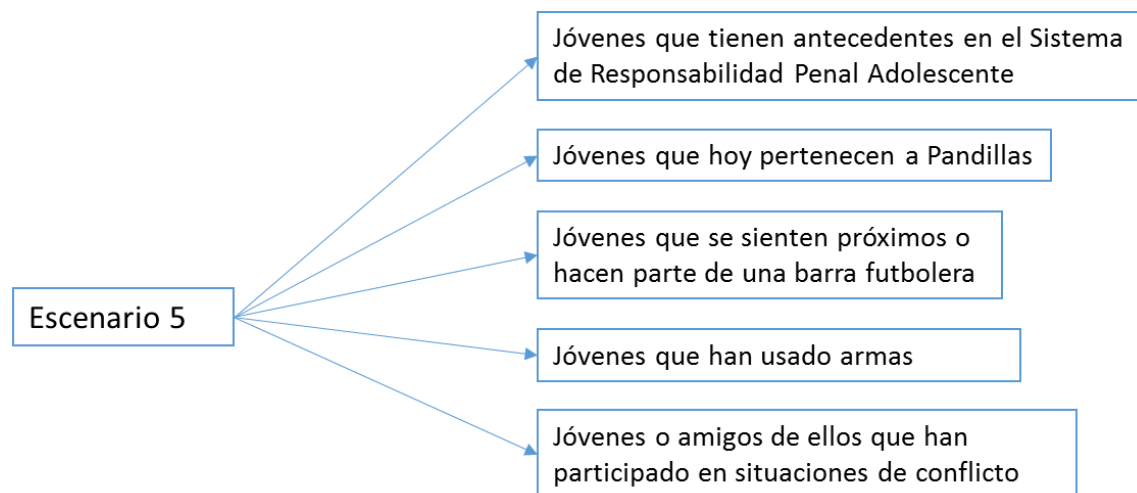 Jóvenes que tienen antecedentes en el Sistema
de Responsabilidad Penal Adolescente
Jóvenes que hoy pertenecen a Pandillas
Jóvenes que se sienten próximos o
hacen parte de una barra futbolera
Escenario 5
Jóvenes que han usado armas
Jóvenes o amigos de ellos que han
participado en situaciones de conflicto